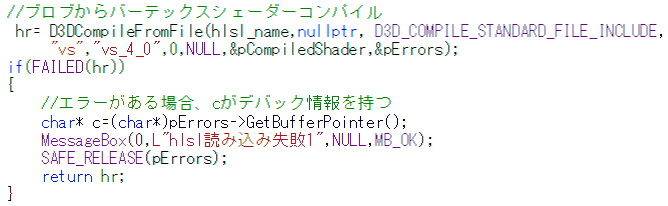 //ブロブからバーテックスシェーダーコンパイル
hr= D3DCompileFromFile(hlsl_name,nullptr, D3D_COMPILE_STANDARD_FILE_INCLUDE,
"vs","vs_4_0",0,NULL,&pCompiledShader,&pErrors);
if(FAILED(hr))
{
//エラーがある場合、cがデバック情報を持つ
char* c=(char*)pErrors->GetBufferPointer();
MessageBox(0,L"hlsl読み込み失敗1",NULL,MB_OK);
SAFE_RELEASE(pErrors);
return hr;
}